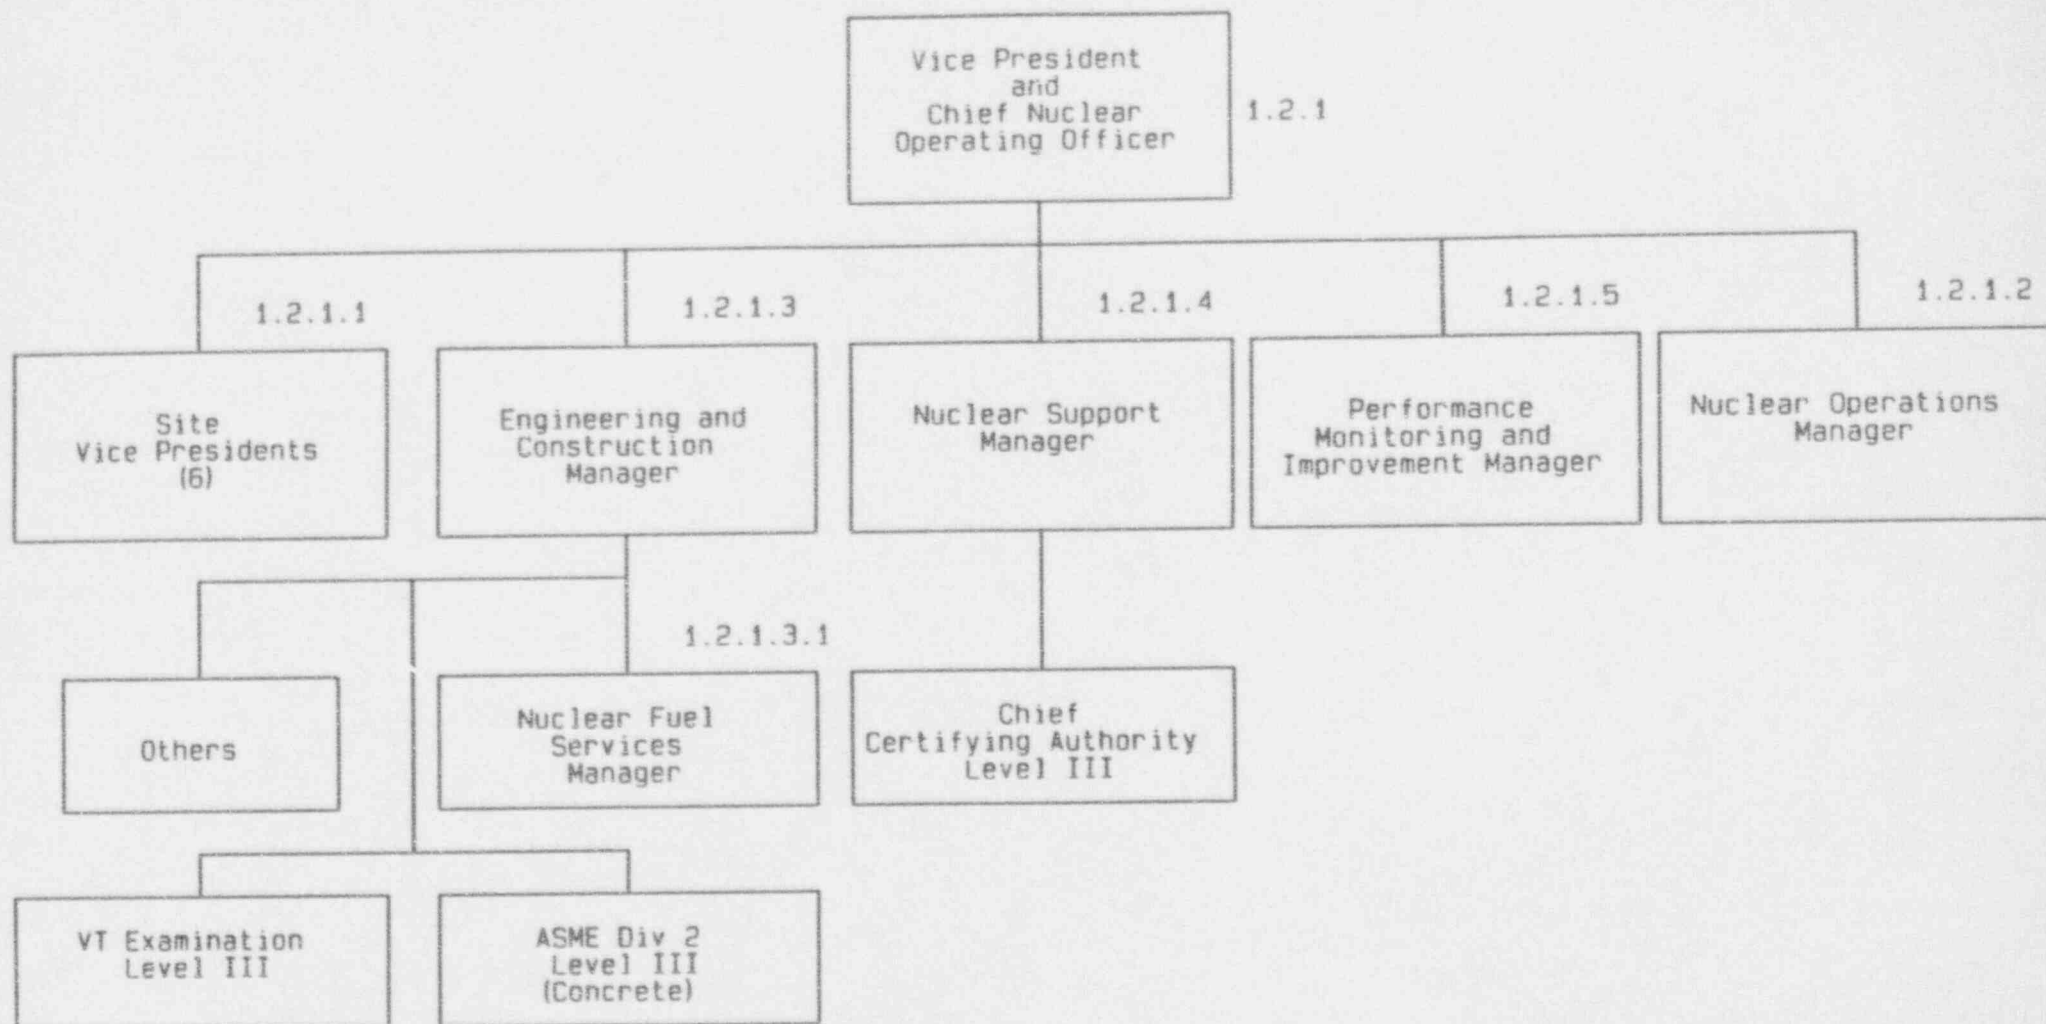 Vice President
and
Chief Nuclear
Operating Officer
1.2.1
1.2.1.1
1.2.1.3
1.2.1.4
1.2.1.5
1.2.1.2
Site
Vice Presidents
(6)
Engineering and
Construction
Manager
Nuclear Support
Manager
Performance
Monitoring and
Improvement Manager
Nuclear Operations
Manager
1.2.1.3.1
Others
Nuclear Fuel
Services
Manager
Chief
Certifying Authority
Level III
VT Examination
Level III
ASME Div 2
Level III
(Concrete)